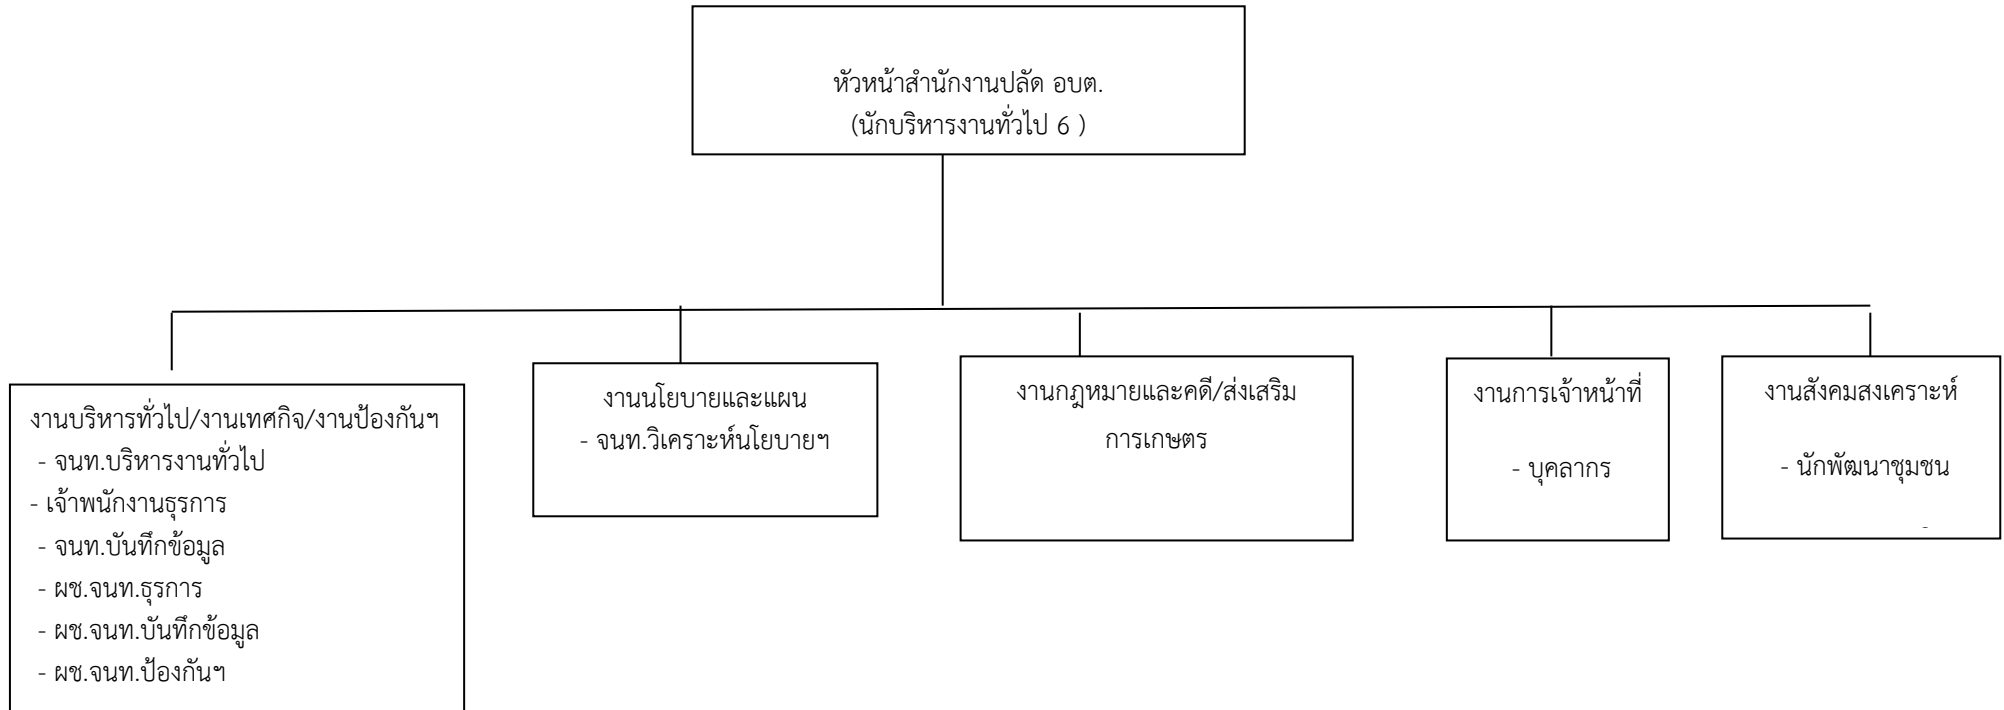 หัวหน้าสำนักงานปลัด อบต.
(นักบริหารงานทั่วไป 6 )
งานบริหารทั่วไป/งานเทศกิจ/งานป้องกันฯ
- จนท.บริหารงานทั่วไป
- เจ้าพนักงานธุรการ
- จนท.บันทึกข้อมูล
- ผช.จนท.ธุรการ
- ผช.จนท.บันทึกข้อมูล
- ผช.จนท.ป้องกันฯ
งานนโยบายและแผน
- จนท.วิเคราะห์นโยบายฯ
งานกฎหมายและคดี/ส่งเสริม
การเกษตร
งานการเจ้าหน้าที่
- บุคลากร
งานสังคมสงเคราะห์
- นักพัฒนาชุมชน